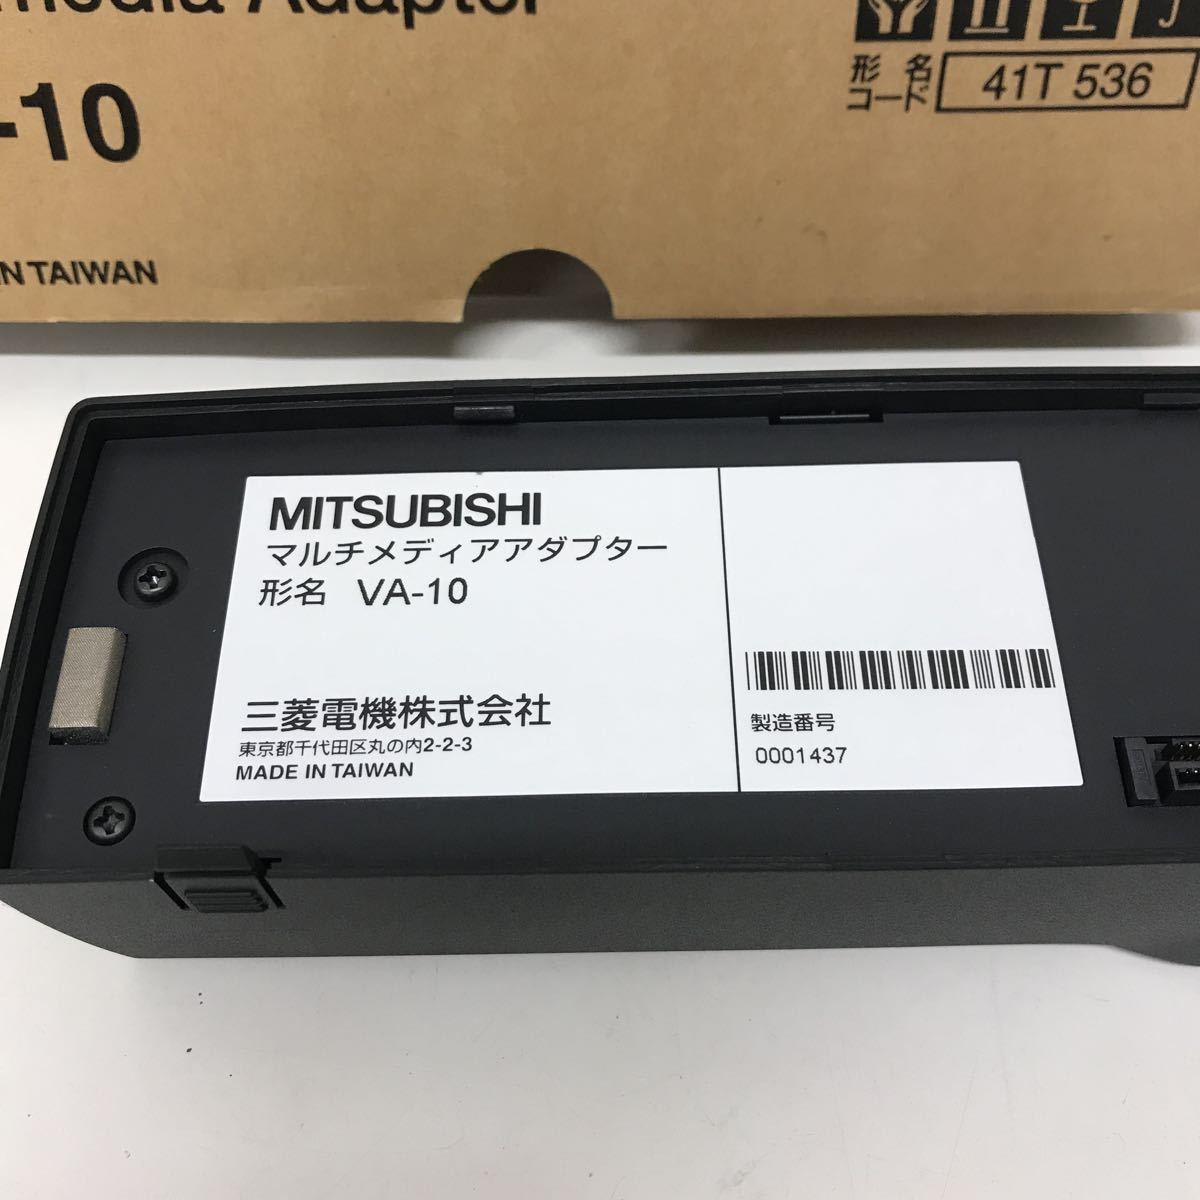 Adaptor
-10
IN TAIWAN
形名
コード
41T 536
MITSUBISHI
マルチメディアアダプター
形名 VA-10
三菱電機株式会社
東京都千代田区丸の内2-2-3
MADE IN TAIWAN
製造番号
0001437